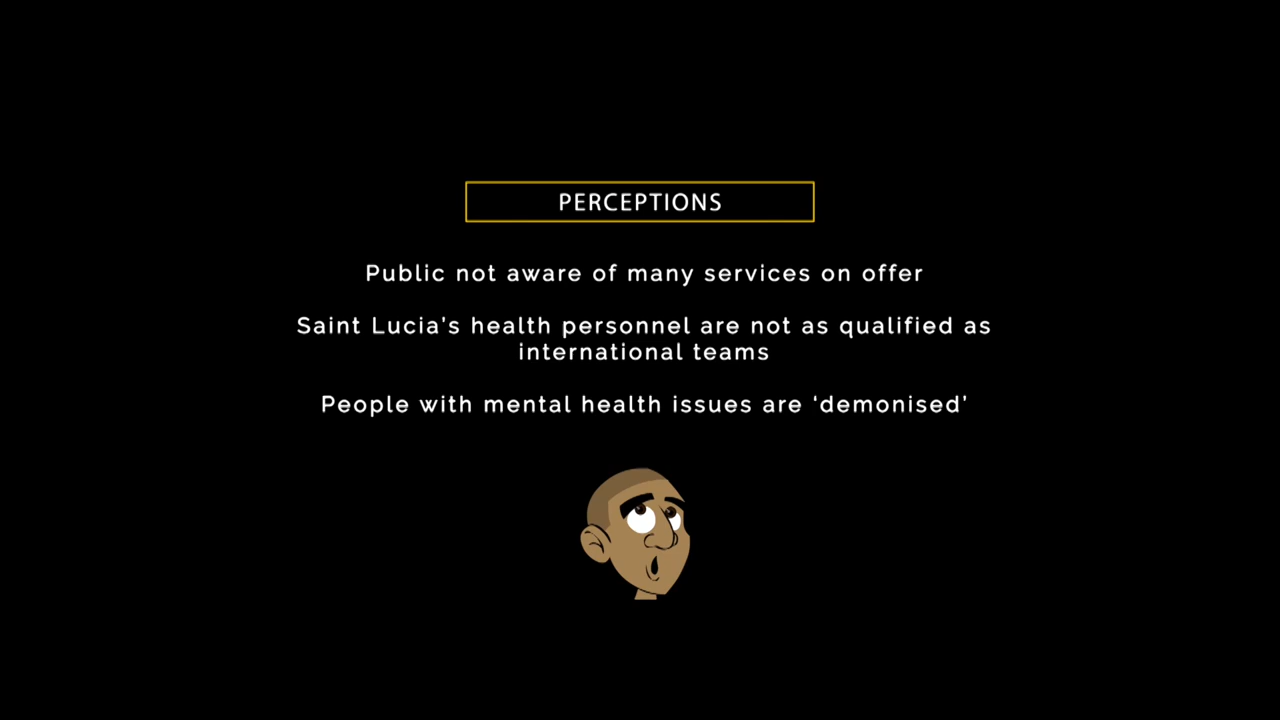 PERCEPTIONS
Public not aware of many services on offer
Saint Lucia’s health personnel are not as qualified as
international teams
People with mental health issues are ‘demonised’